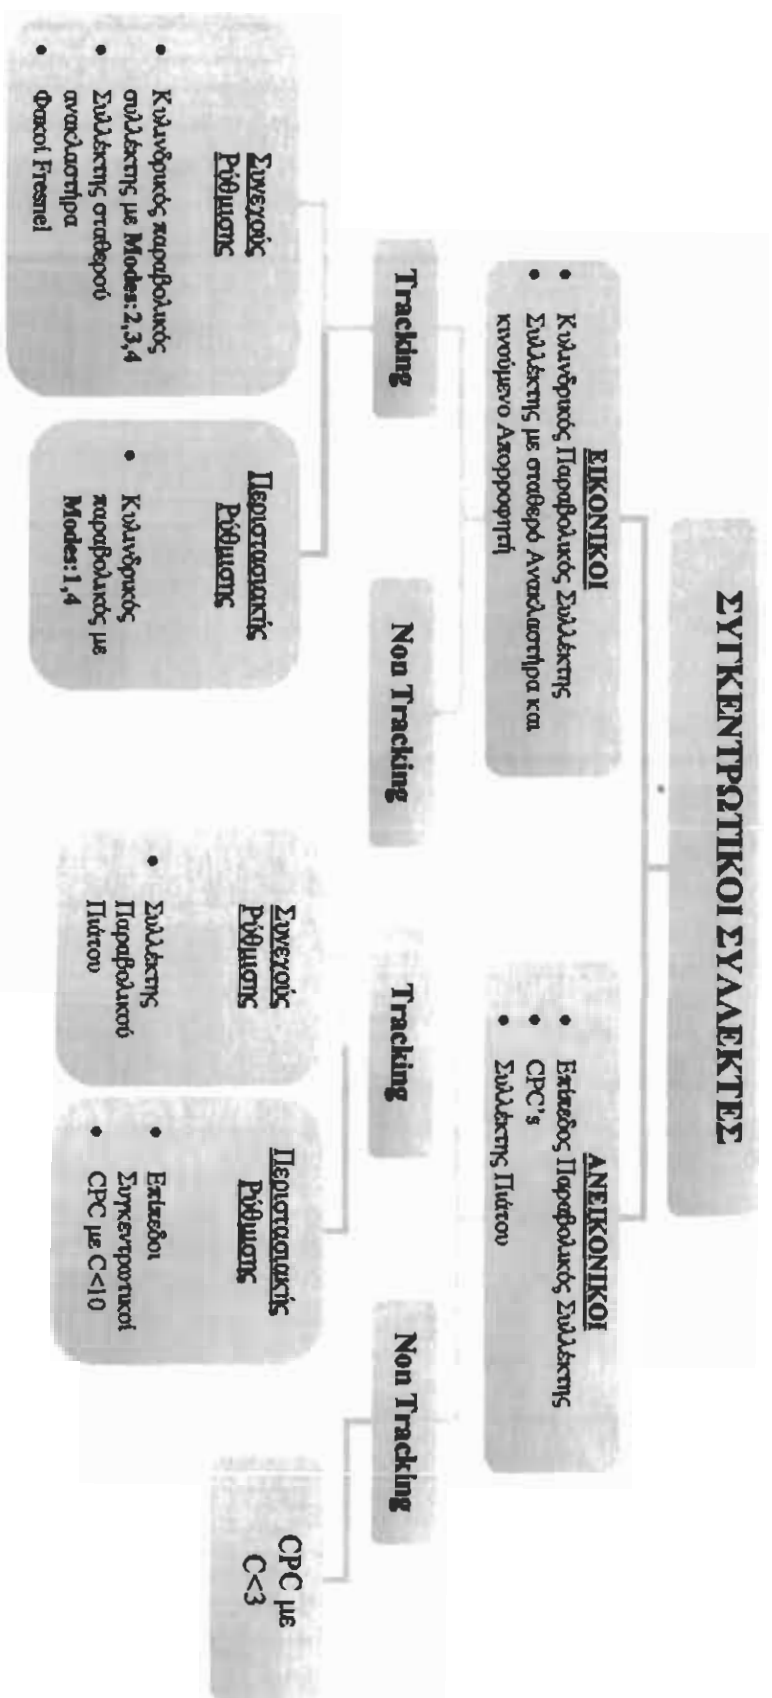 ΣΥΓΚΕΝΤΡΩΤΙΚΟΙ ΣΥΛΛΕΚΤΕΣ
ΕΙΚΟΝΙΚΟΙ
• Κυλινδρικός Παραβολικός Συλλέκτης
• Συλλέκτης με σταθερό Ανακλαστήρα και
κινούμενο Απορροφητή
ΑΝΕΙΚΟΝΙΚΟΙ
• Επίπεδος Παραβολικός Συλλέκτης
• CPC's
• Συλλέκτης Πιάτου
Tracking
Non Tracking
Tracking
Non Tracking
Συνεχούς
Ρύθμισης
• Κυλινδρικός παραβολικός
συλλέκτης με Modes:2,3,4
• Συλλέκτης σταθερού
ανακλαστήρα
• Φακοί Fresnel
Περιστασιακής
Ρύθμισης
• Κυλινδρικός
παραβολικός με
Modes:1,4
Συνεχούς
Ρύθμισης
• Συλλέκτης
Παραβολικού
Πιάτου
Περιστασιακής
Ρύθμισης
• Επίπεδοι
Συγκεντρωτικοί
• CPC με C<10
CPC με
C<3